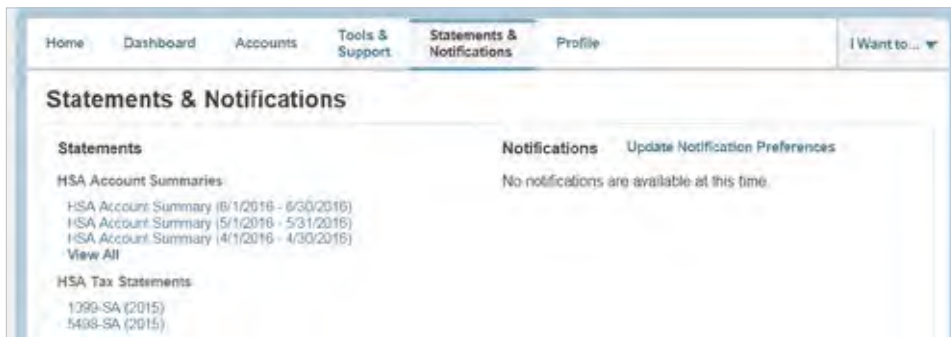 Home Dashboard Accounts Tools & Support Statements & Notifications Profile I Want to...
Statements & Notifications
Statements
HSA Account Summaries
HSA Account Summary (6/1/2016 - 6/30/2016)
HSA Account Summary (5/1/2016 - 5/31/2016)
HSA Account Summary (4/1/2016 - 4/30/2016)
View All
HSA Tax Statements
1099-SA (2015)
5498-SA (2015)
Notifications Update Notification Preferences
No notifications are available at this time.